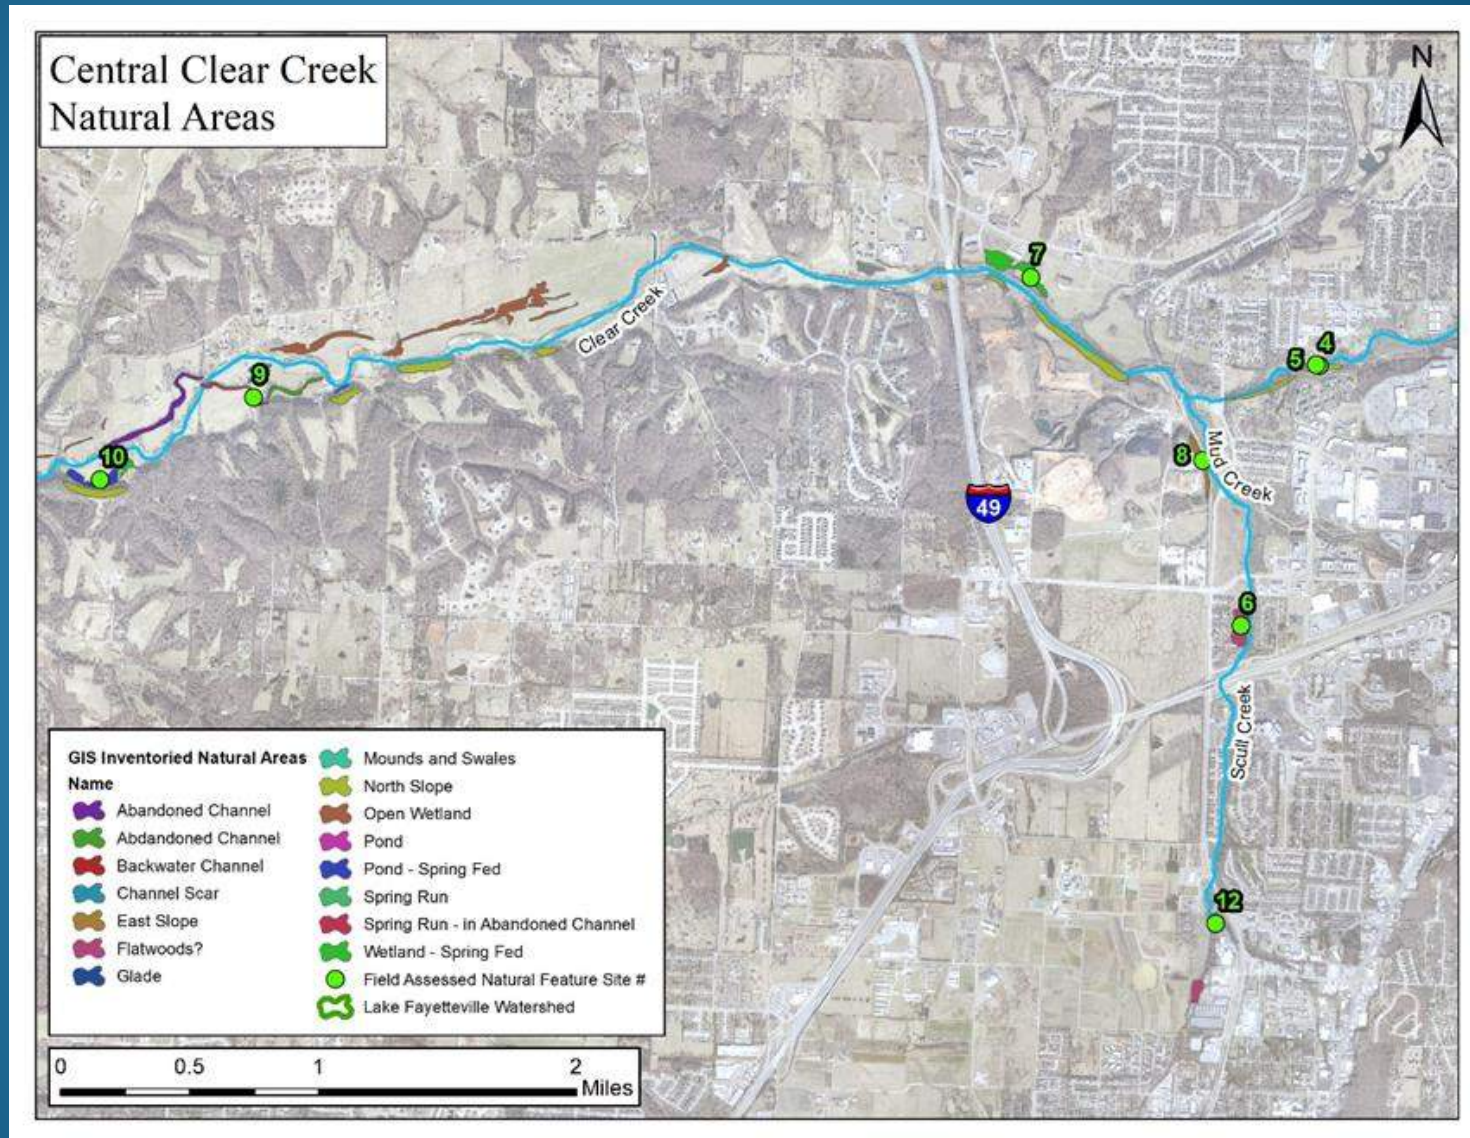 Central Clear Creek
Natural Areas
N
7
Clear Creek
4
5
9
Mud Creek
8
10
49
6
Scull Creek
12
GIS Inventoried Natural Areas
Name
Abandoned Channel
Abdandoned Channel
Backwater Channel
Channel Scar
East Slope
Flatwoods?
Glade
Mounds and Swales
North Slope
Open Wetland
Pond
Pond - Spring Fed
Spring Run
Spring Run - in Abandoned Channel
Wetland - Spring Fed
Field Assessed Natural Feature Site #
Lake Fayetteville Watershed
0 0.5 1 2
Miles